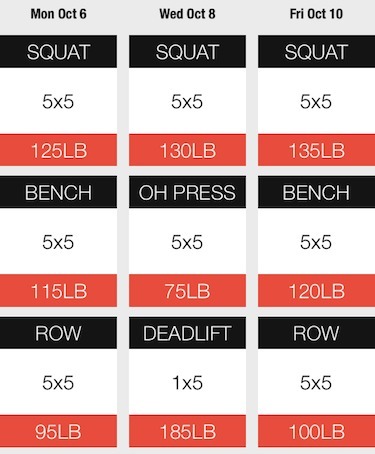 Mon Oct 6 Wed Oct 8 Fri Oct 10
SQUAT SQUAT SQUAT
5x5 5x5 5x5
125LB 130LB 135LB
BENCH OH PRESS BENCH
5x5 5x5 5x5
115LB 75LB 120LB
ROW DEADLIFT ROW
5x5 1x5 5x5
95LB 185LB 100LB